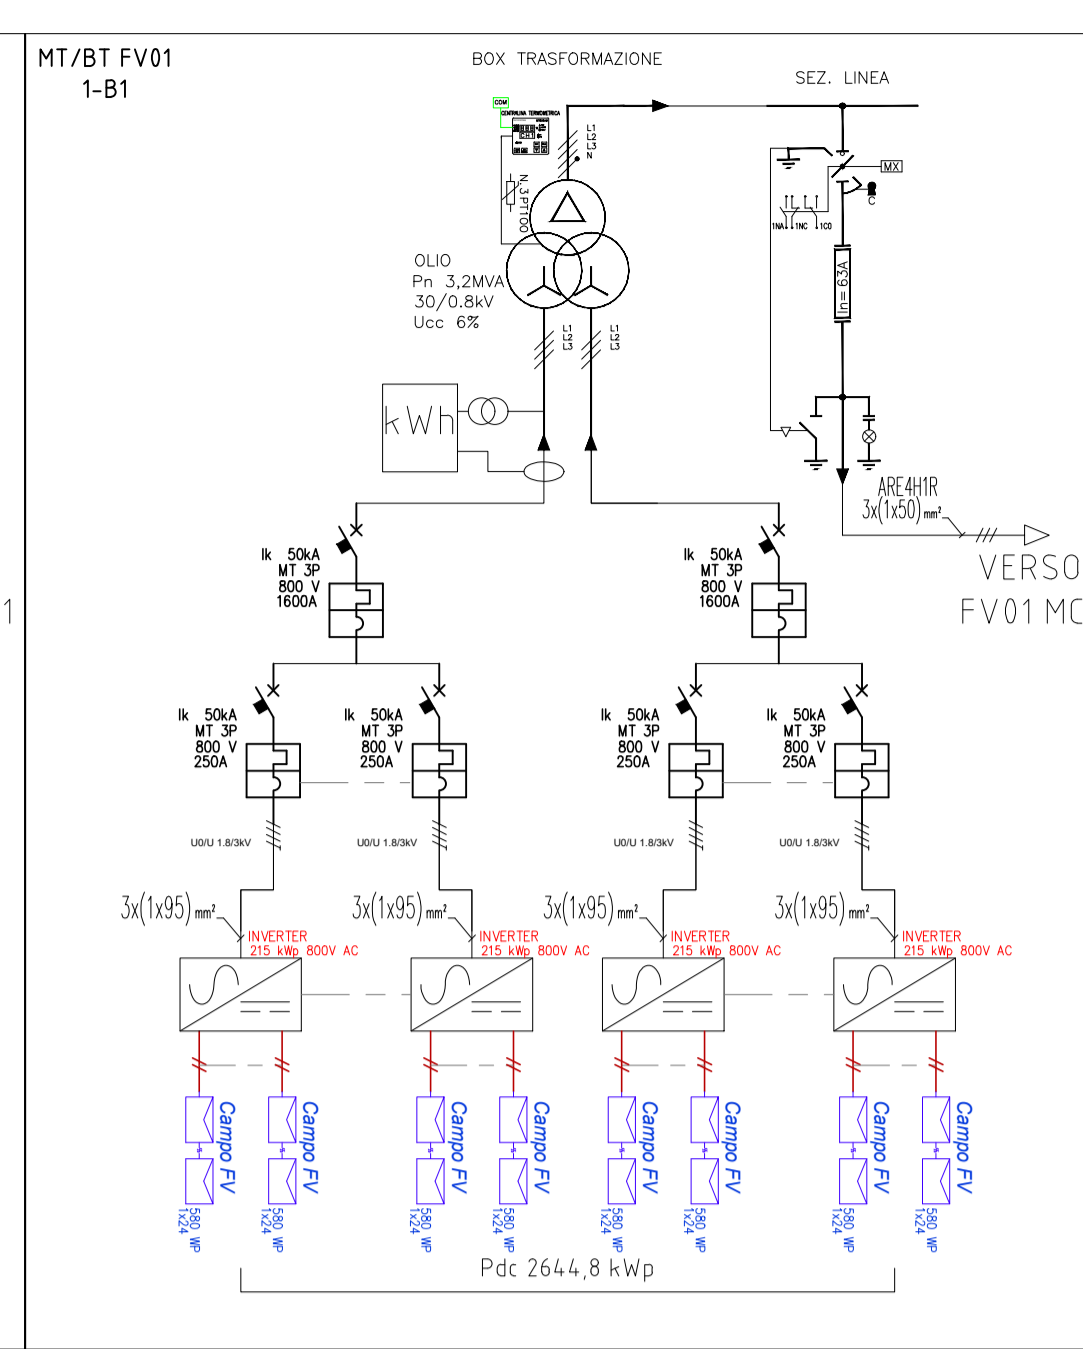 MT/BT FV01
1-B1
BOX TRASFORMAZIONE
SEZ. LINEA
COM
CENTRALINA TERMOMETRICA
CH1
N. 3 PT100
L1
L2
L3
N
MX
C
1NA
1NC
1CO
In= 63A
OLIO
Pn 3,2MVA
30/0.8kV
Ucc 6%
L1
L2
L3
L1
L2
L3
kWh
ARE4H1R
3x(1x50) mm²
VERSO
FV01 MC
1
Ik 50kA
MT 3P
800 V
1600A
Ik 50kA
MT 3P
800 V
1600A
Ik 50kA
MT 3P
800 V
250A
Ik 50kA
MT 3P
800 V
250A
Ik 50kA
MT 3P
800 V
250A
Ik 50kA
MT 3P
800 V
250A
U0/U 1.8/3kV
U0/U 1.8/3kV
U0/U 1.8/3kV
U0/U 1.8/3kV
3x(1x95) mm²
3x(1x95) mm²
3x(1x95) mm²
3x(1x95) mm²
INVERTER
215 kWp 800V AC
INVERTER
215 kWp 800V AC
INVERTER
215 kWp 800V AC
INVERTER
215 kWp 800V AC
Campo FV
Campo FV
Campo FV
Campo FV
Campo FV
Campo FV
Campo FV
Campo FV
580 WP
1x24
580 WP
1x24
580 WP
1x24
580 WP
1x24
580 WP
1x24
580 WP
1x24
580 WP
1x24
580 WP
1x24
Pdc 2644,8 kWp